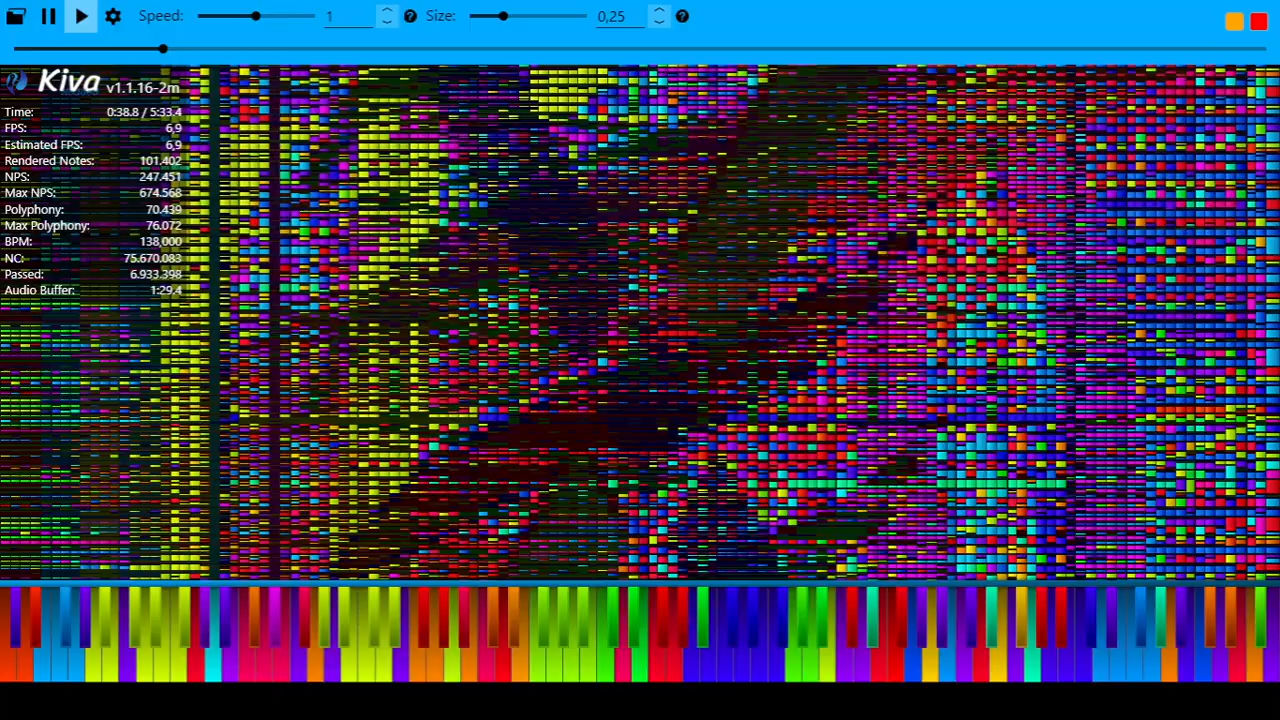 Speed: 1 Size: 0,25
Kiva v1.1.16-2m
Time: 0:38.8 / 5:33.4
FPS: 6,9
Estimated FPS: 6,9
Rendered Notes: 101.402
NPS: 247.451
Max NPS: 674.568
Polyphony: 70.439
Max Polyphony: 76.072
BPM: 138,000
NC: 75.670.083
Passed: 6.933.398
Audio Buffer: 1:29.4